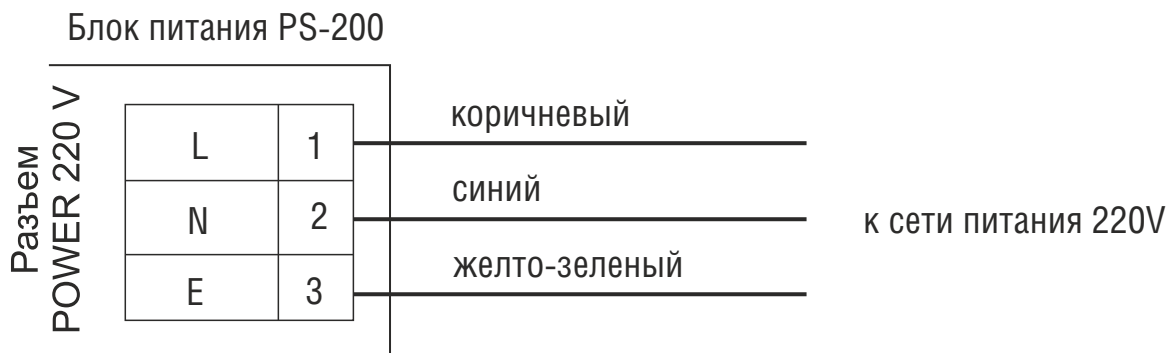 Блок питания PS-200
Разъем
POWER 220 V
L 1 коричневый
N 2 синий
E 3 желто-зеленый
к сети питания 220V